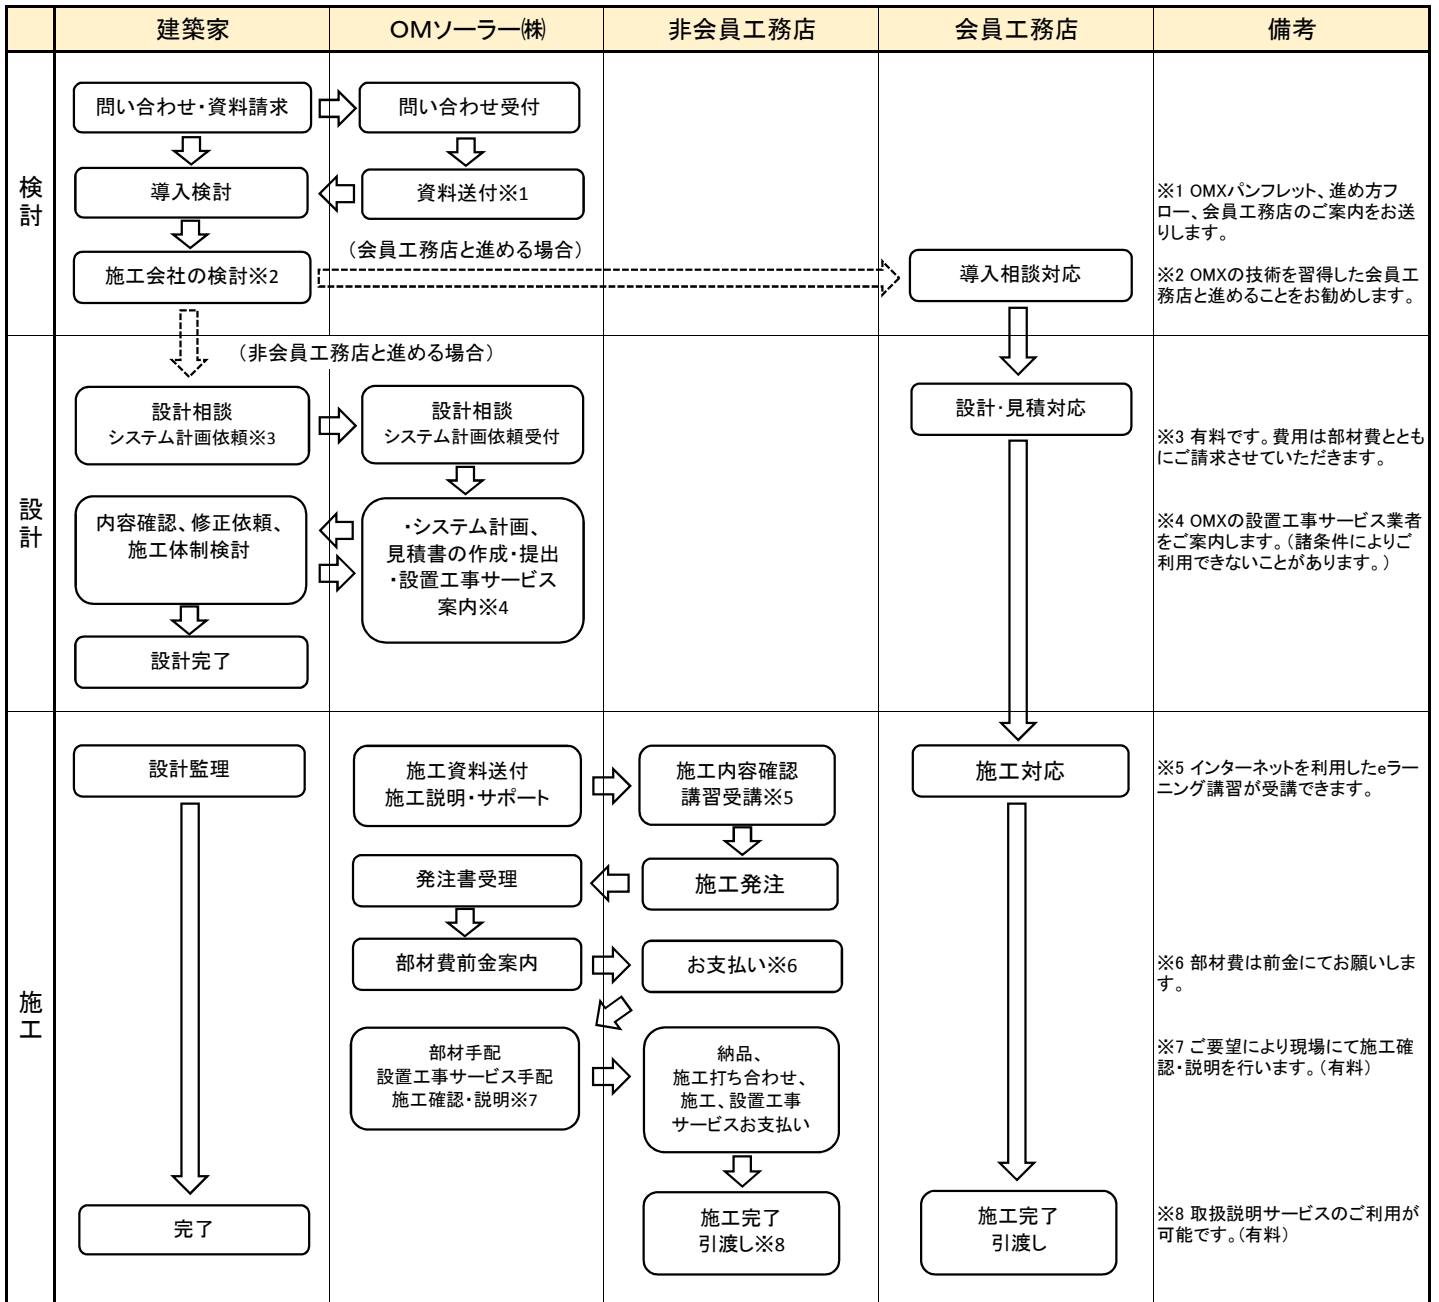 建築家
OMソーラー㈱
非会員工務店
会員工務店
備考
検討
問い合わせ・資料請求
問い合わせ受付
導入検討
資料送付※1
(会員工務店と進める場合)
施工会社の検討※2
導入相談対応
※1 OMXパンフレット、進め方フ
ロー、会員工務店のご案内をお送
りします。
※2 OMXの技術を習得した会員工
務店と進めることをお勧めします。
(非会員工務店と進める場合)
設計
設計相談
システム計画依頼※3
設計相談
システム計画依頼受付
設計・見積対応
※3 有料です。費用は部材費ととも
にご請求させていただきます。
内容確認、修正依頼、
施工体制検討
・システム計画、
見積書の作成・提出
・設置工事サービス
案内※4
※4 OMXの設置工事サービス業者
をご案内します。(諸条件によりご
利用できないことがあります。)
設計完了
施工
設計監理
施工資料送付
施工説明・サポート
施工内容確認
講習受講※5
施工対応
※5 インターネットを利用したeラー
ニング講習が受講できます。
発注書受理
施工発注
部材費前金案内
お支払い※6
※6 部材費は前金にてお願いしま
す。
部材手配
設置工事サービス手配
施工確認・説明※7
納品、
施工打ち合わせ、
施工、設置工事
サービスお支払い
※7 ご要望により現場にて施工確
認・説明を行います。(有料)
完了
施工完了
引渡し※8
施工完了
引渡し
※8 取扱説明サービスのご利用が
可能です。(有料)